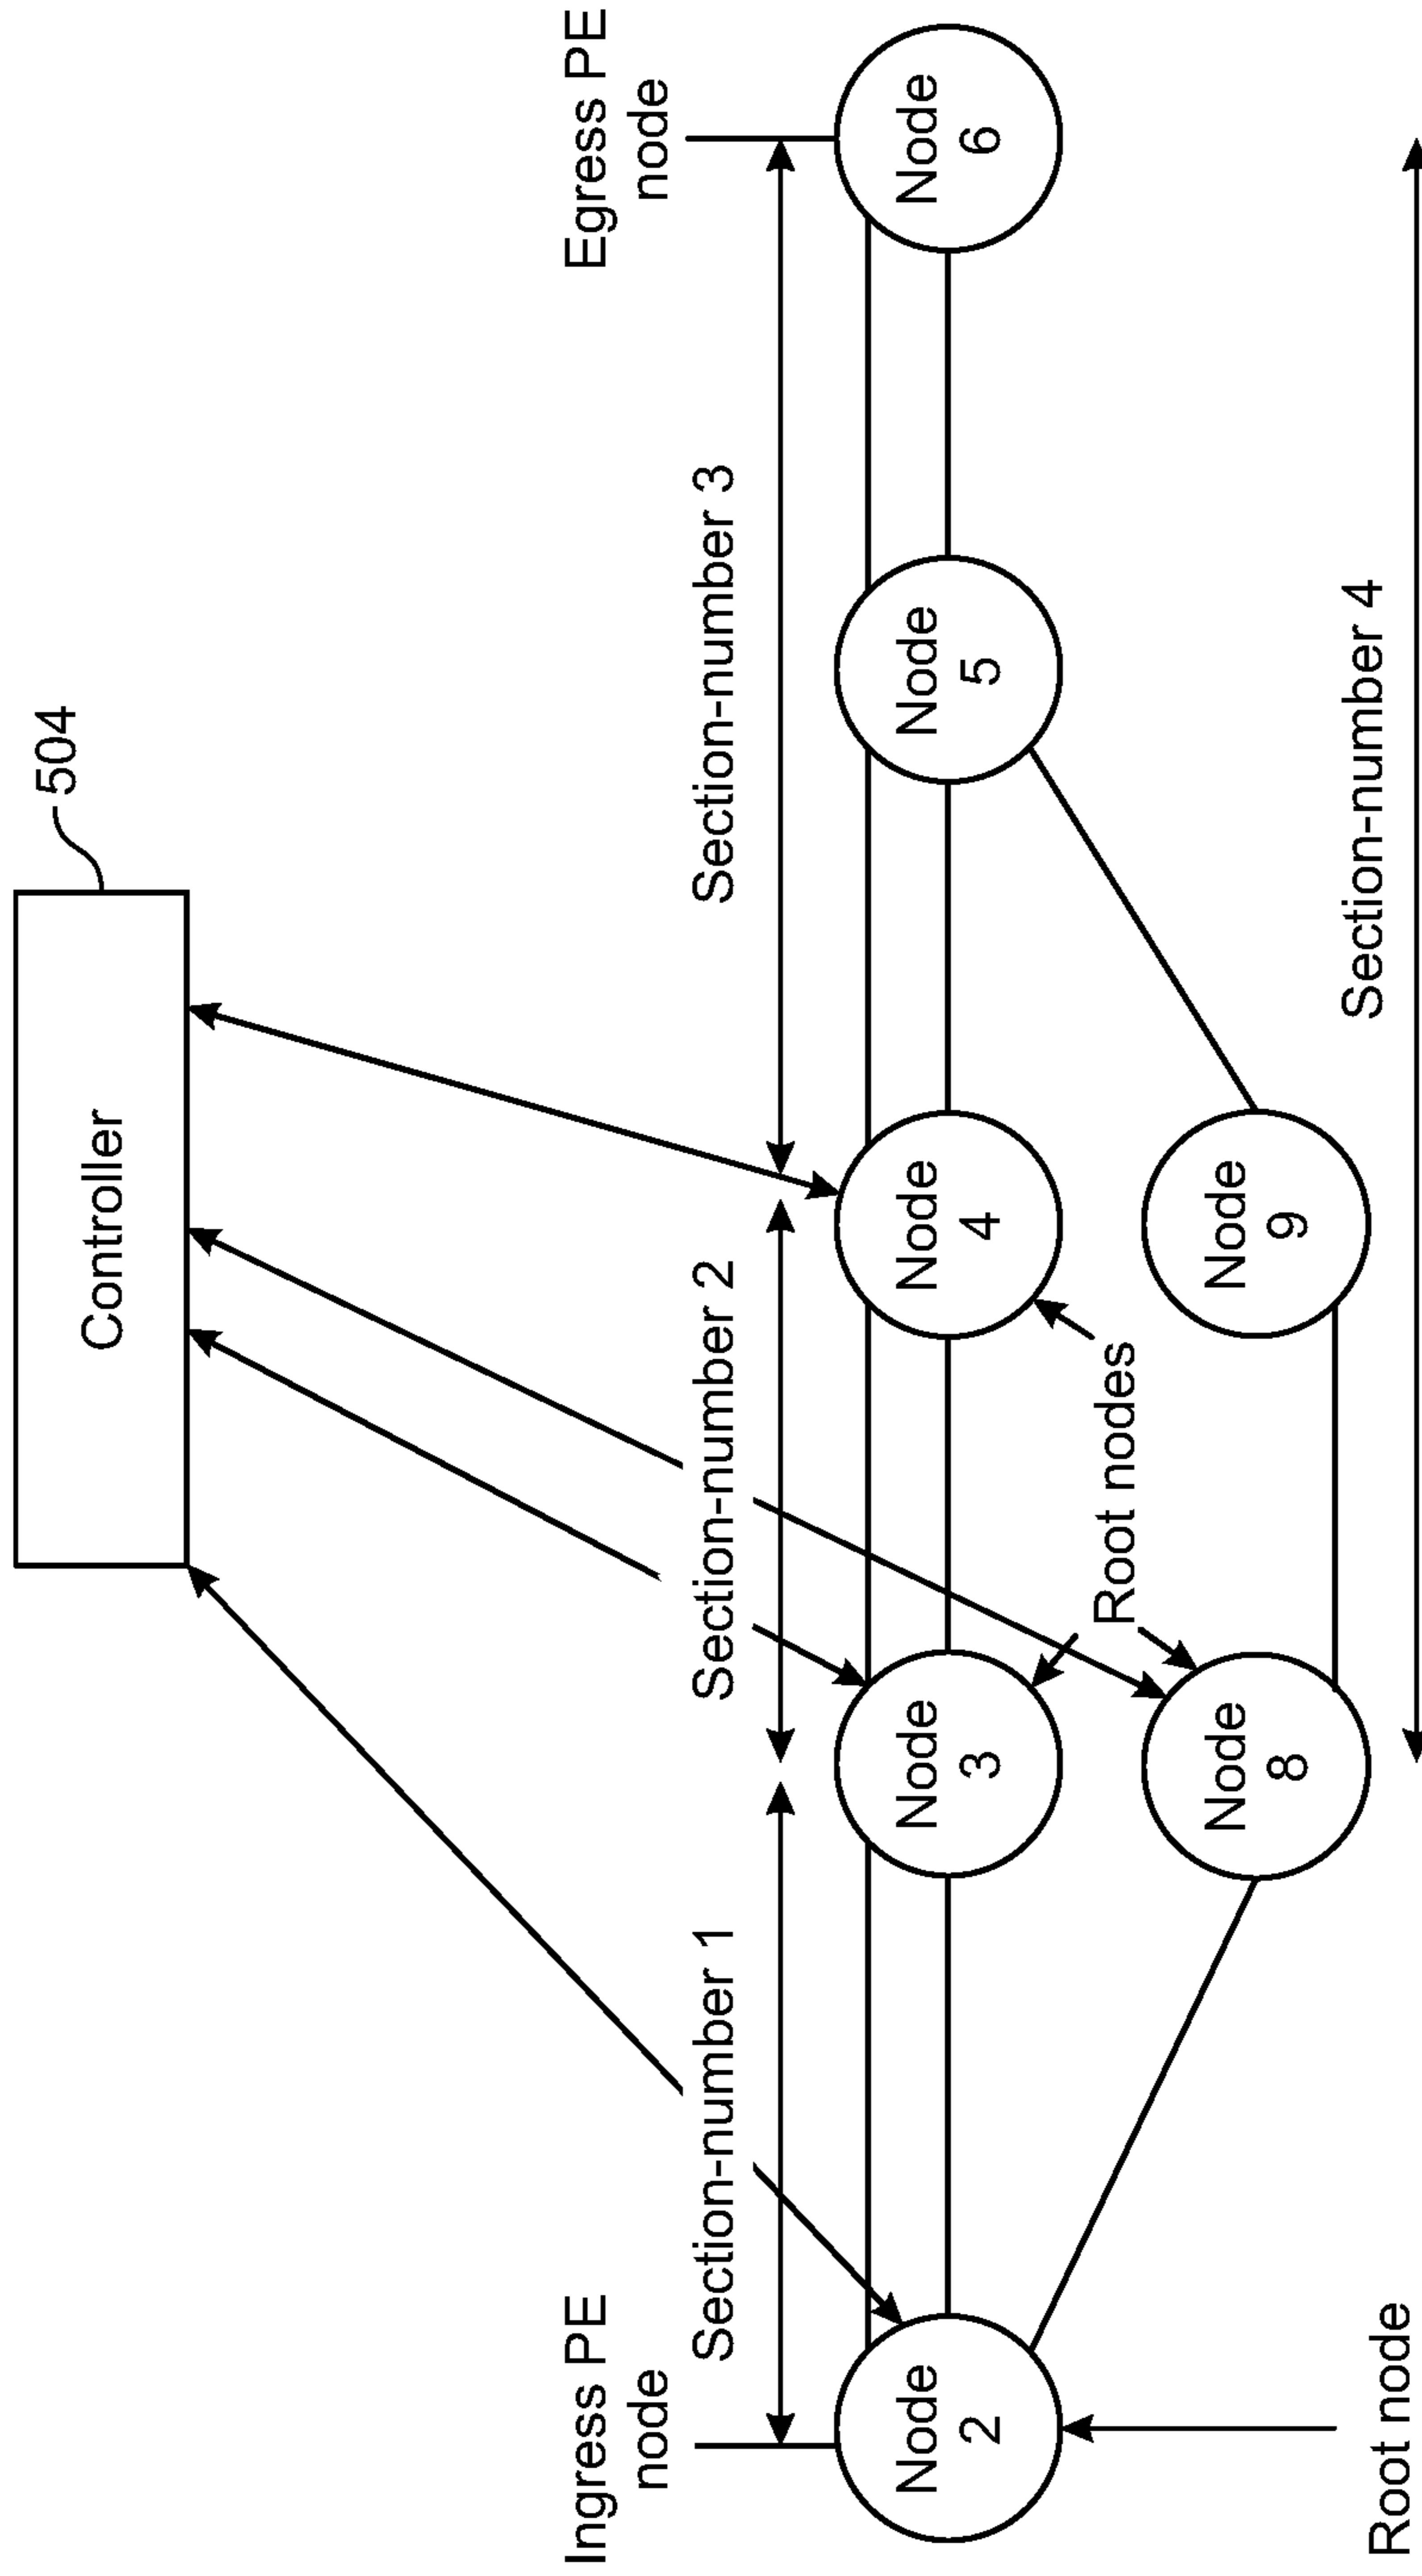 504
Controller
Ingress PE
node
Egress PE
node
Section-number 1
Section-number 2
Section-number 3
Node
2
Node
3
Node
4
Node
5
Node
6
Root nodes
Node
8
Node
9
Root node
Section-number 4